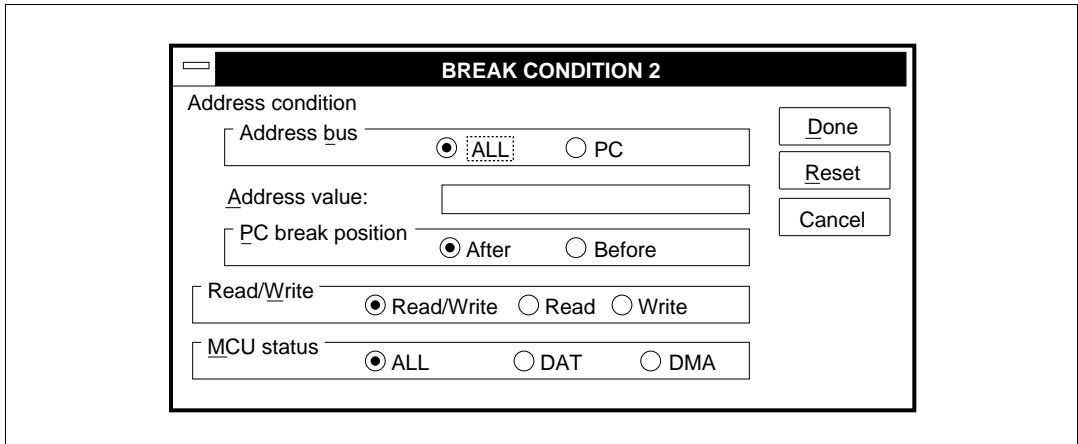 BREAK CONDITION 2
Address condition
Address bus
ALL PC
Address value:
PC break position
After Before
Read/Write
Read/Write Read Write
MCU status
ALL DAT DMA
Done
Reset
Cancel